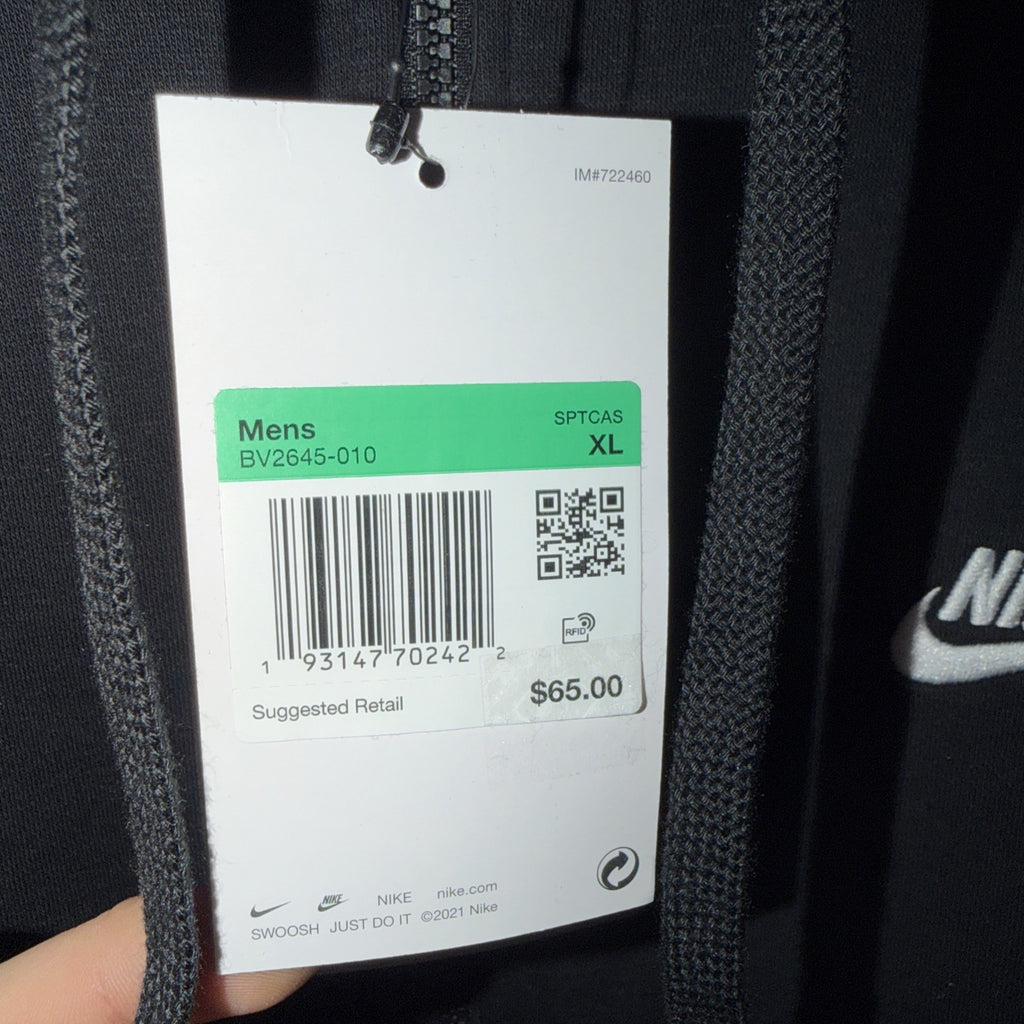 IM#722460
Mens
BV2645-010
SPTCAS
XL
1 93147 70242 2
RFID
Suggested Retail
$65.00
NIKE NIKE nike.com
SWOOSH JUST DO IT ©2021 Nike